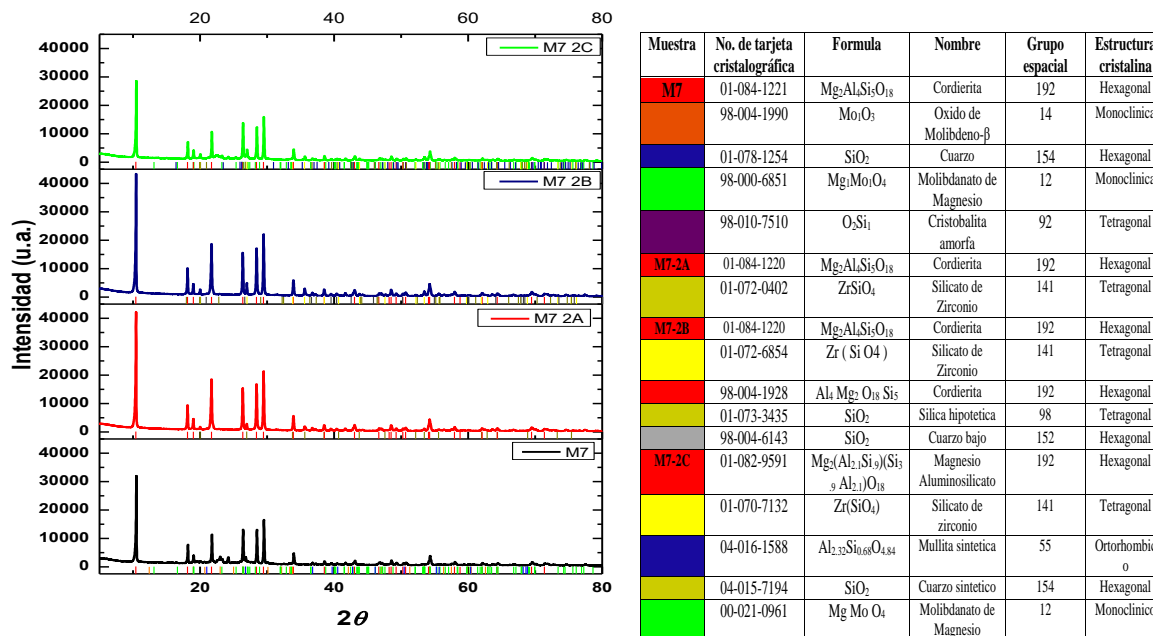 20 40 60 80
40000
30000
20000
10000
0
M7 2C
40000
30000
20000
10000
0
M7 2B
40000
30000
20000
10000
0
M7 2A
40000
30000
20000
10000
0
M7
Intensidad (u.a.)
20 40 60 80
2θ
Muestra No. de tarjeta cristalográfica Formula Nombre Grupo espacial Estructura cristalina
M7 01-084-1221 Mg₂Al₄Si₅O₁₈ Cordierita 192 Hexagonal
98-004-1990 Mo₁O₃ Oxido de Molibdeno-β 14 Monoclinica
01-078-1254 SiO₂ Cuarzo 154 Hexagonal
98-000-6851 Mg₁Mo₁O₄ Molibdanato de Magnesio 12 Monoclinica
98-010-7510 O₂Si₁ Cristobalita amorfa 92 Tetragonal
M7-2A 01-084-1220 Mg₂Al₄Si₅O₁₈ Cordierita 192 Hexagonal
01-072-0402 ZrSiO₄ Silicato de Zirconio 141 Tetragonal
M7-2B 01-084-1220 Mg₂Al₄Si₅O₁₈ Cordierita 192 Hexagonal
01-072-6854 Zr ( Si O4 ) Silicato de Zirconio 141 Tetragonal
98-004-1928 Al₄ Mg₂ O₁₈ Si₅ Cordierita 192 Hexagonal
01-073-3435 SiO₂ Silica hipotetica 98 Tetragonal
98-004-6143 SiO₂ Cuarzo bajo 152 Hexagonal
M7-2C 01-082-9591 Mg₂(Al₂.₁Si.₉)(Si₃.₉ Al₂.₁)O₁₈ Magnesio Aluminosilicato 192 Hexagonal
01-070-7132 Zr(SiO₄) Silicato de zirconio 141 Tetragonal
04-016-1588 Al₂.₃₂Si₀.₆₈O₄.₈₄ Mullita sintetica 55 Ortorhombico
04-015-7194 SiO₂ Cuarzo sintetico 154 Hexagonal
00-021-0961 Mg Mo O₄ Molibdanato de Magnesio 12 Monoclinico